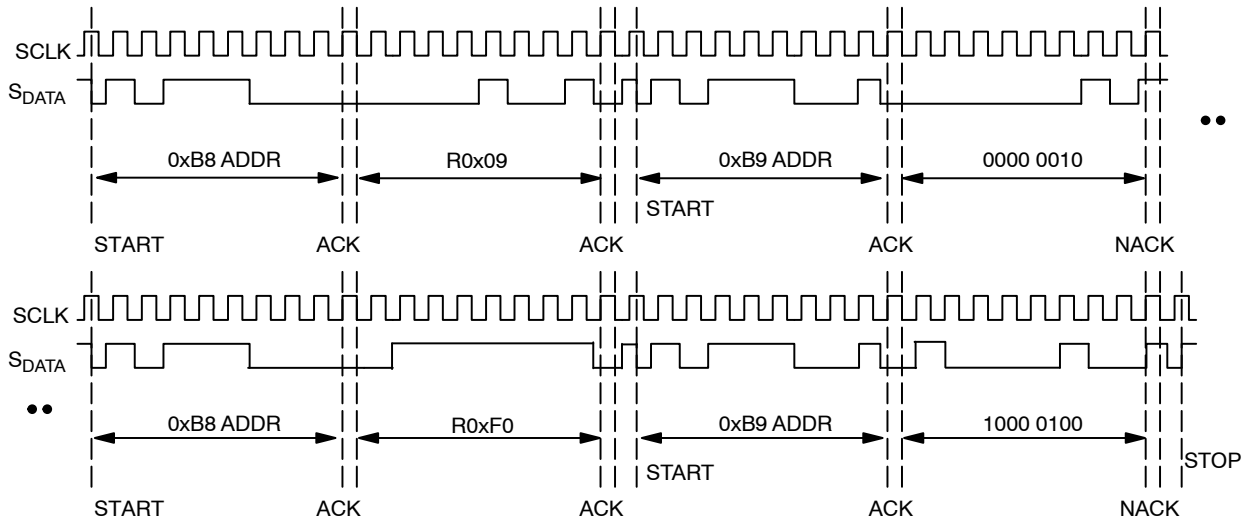 SCLK
SDATA
0xB8 ADDR R0x09 0xB9 ADDR 0000 0010
START
START ACK ACK ACK NACK
SCLK
SDATA
0xB8 ADDR R0xF0 0xB9 ADDR 1000 0100
START STOP
START ACK ACK ACK NACK